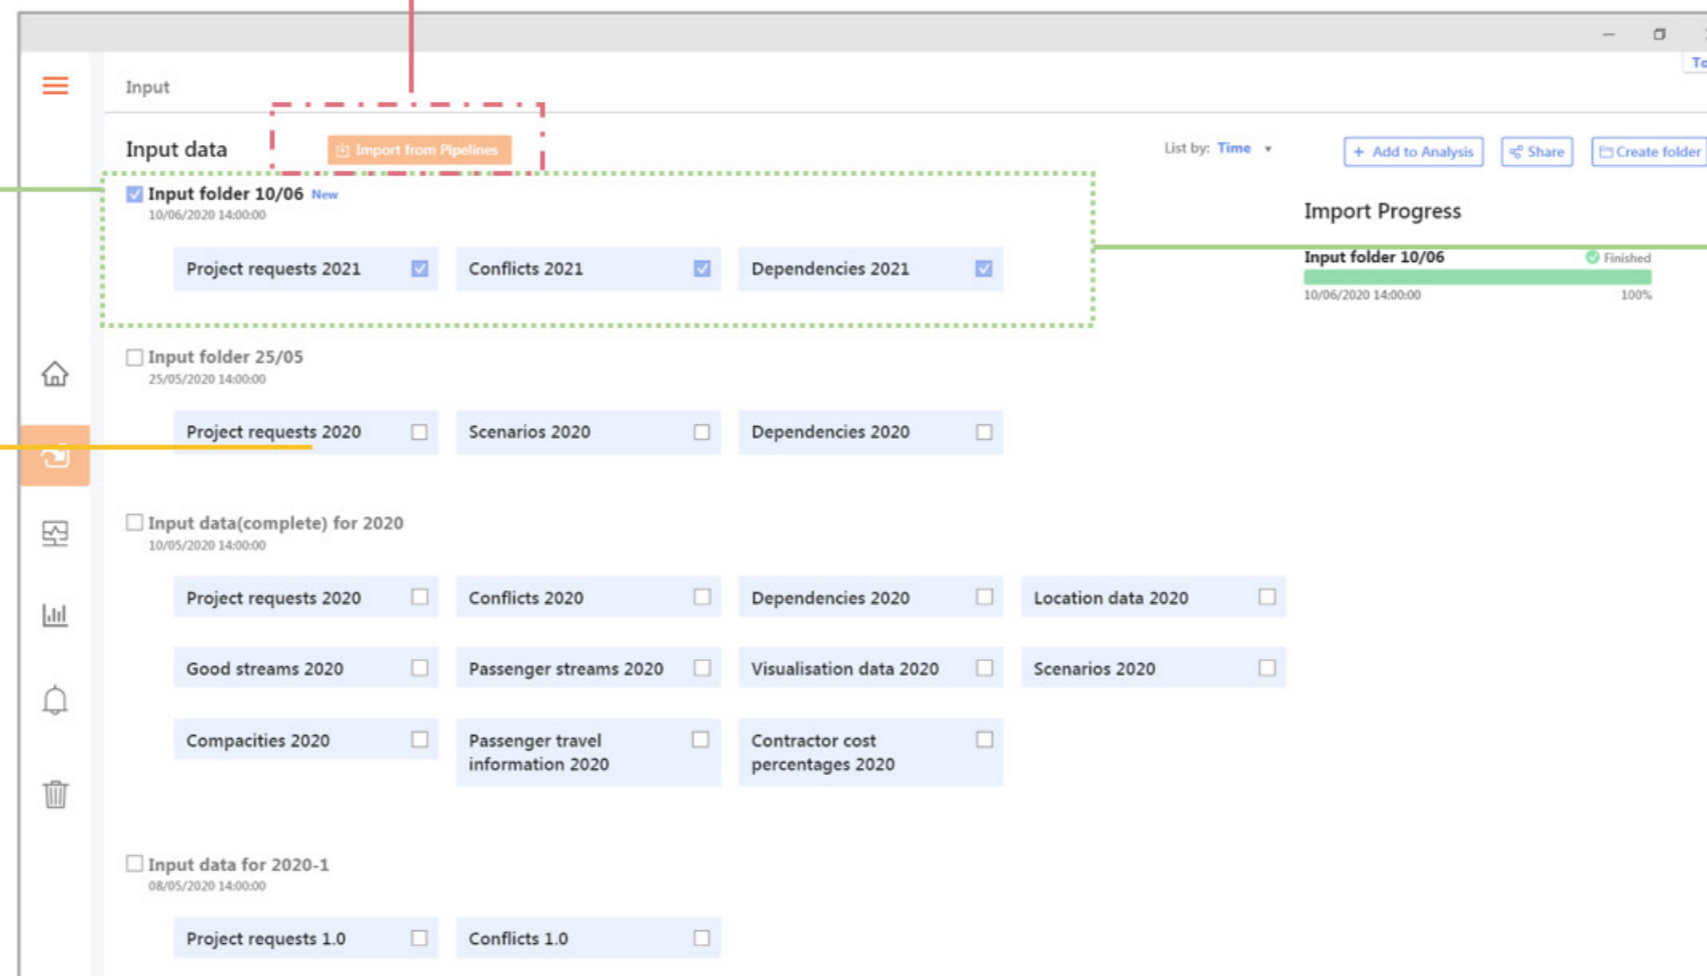 To
Input
Input data
Import from Pipelines
List by: Time
+ Add to Analysis
Share
Create folder
Input folder 10/06 New
10/06/2020 14:00:00
Project requests 2021
Conflicts 2021
Dependencies 2021
Import Progress
Input folder 10/06
Finished
10/06/2020 14:00:00
100%
Input folder 25/05
25/05/2020 14:00:00
Project requests 2020
Scenarios 2020
Dependencies 2020
Input data(complete) for 2020
10/05/2020 14:00:00
Project requests 2020
Conflicts 2020
Dependencies 2020
Location data 2020
Good streams 2020
Passenger streams 2020
Visualisation data 2020
Scenarios 2020
Compacities 2020
Passenger travel
information 2020
Contractor cost
percentages 2020
Input data for 2020-1
08/05/2020 14:00:00
Project requests 1.0
Conflicts 1.0